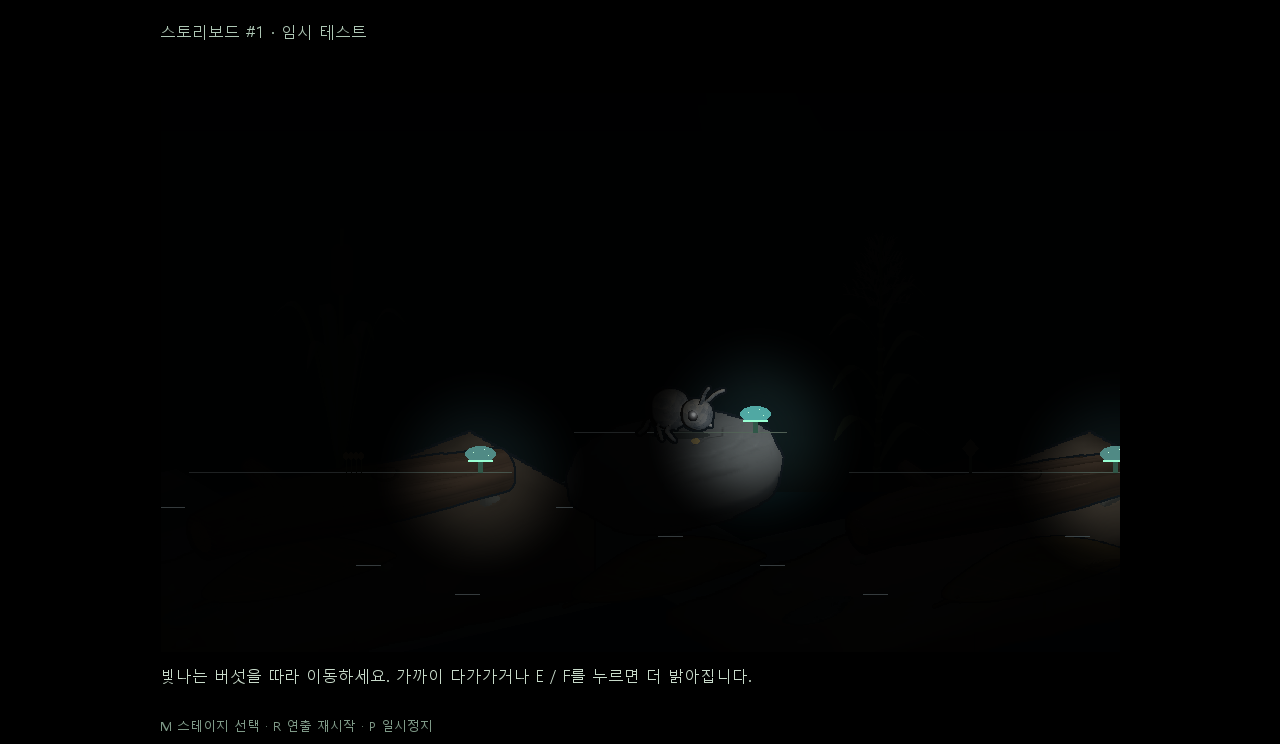 스토리보드 #1 · 임시 테스트
빛나는 버섯을 따라 이동하세요. 가까이 다가가거나 E / F를 누르면 더 밝아집니다.
M 스테이지 선택 · R 연출 재시작 · P 일시정지